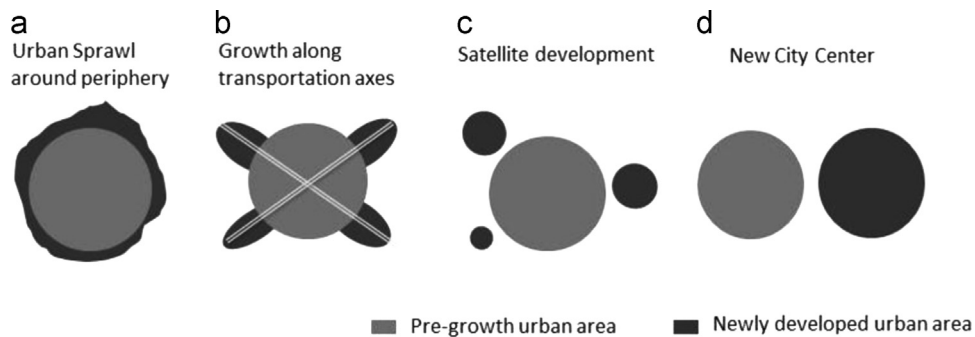 a
Urban Sprawl
around periphery
b
Growth along
transportation axes
c
Satellite development
d
New City Center
Pre-growth urban area
Newly developed urban area